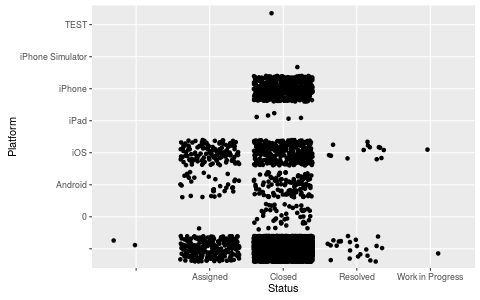 TEST
iPhone Simulator
iPhone
iPad
iOS
Android
0
Platform
Assigned Closed Resolved Work in Progress
Status